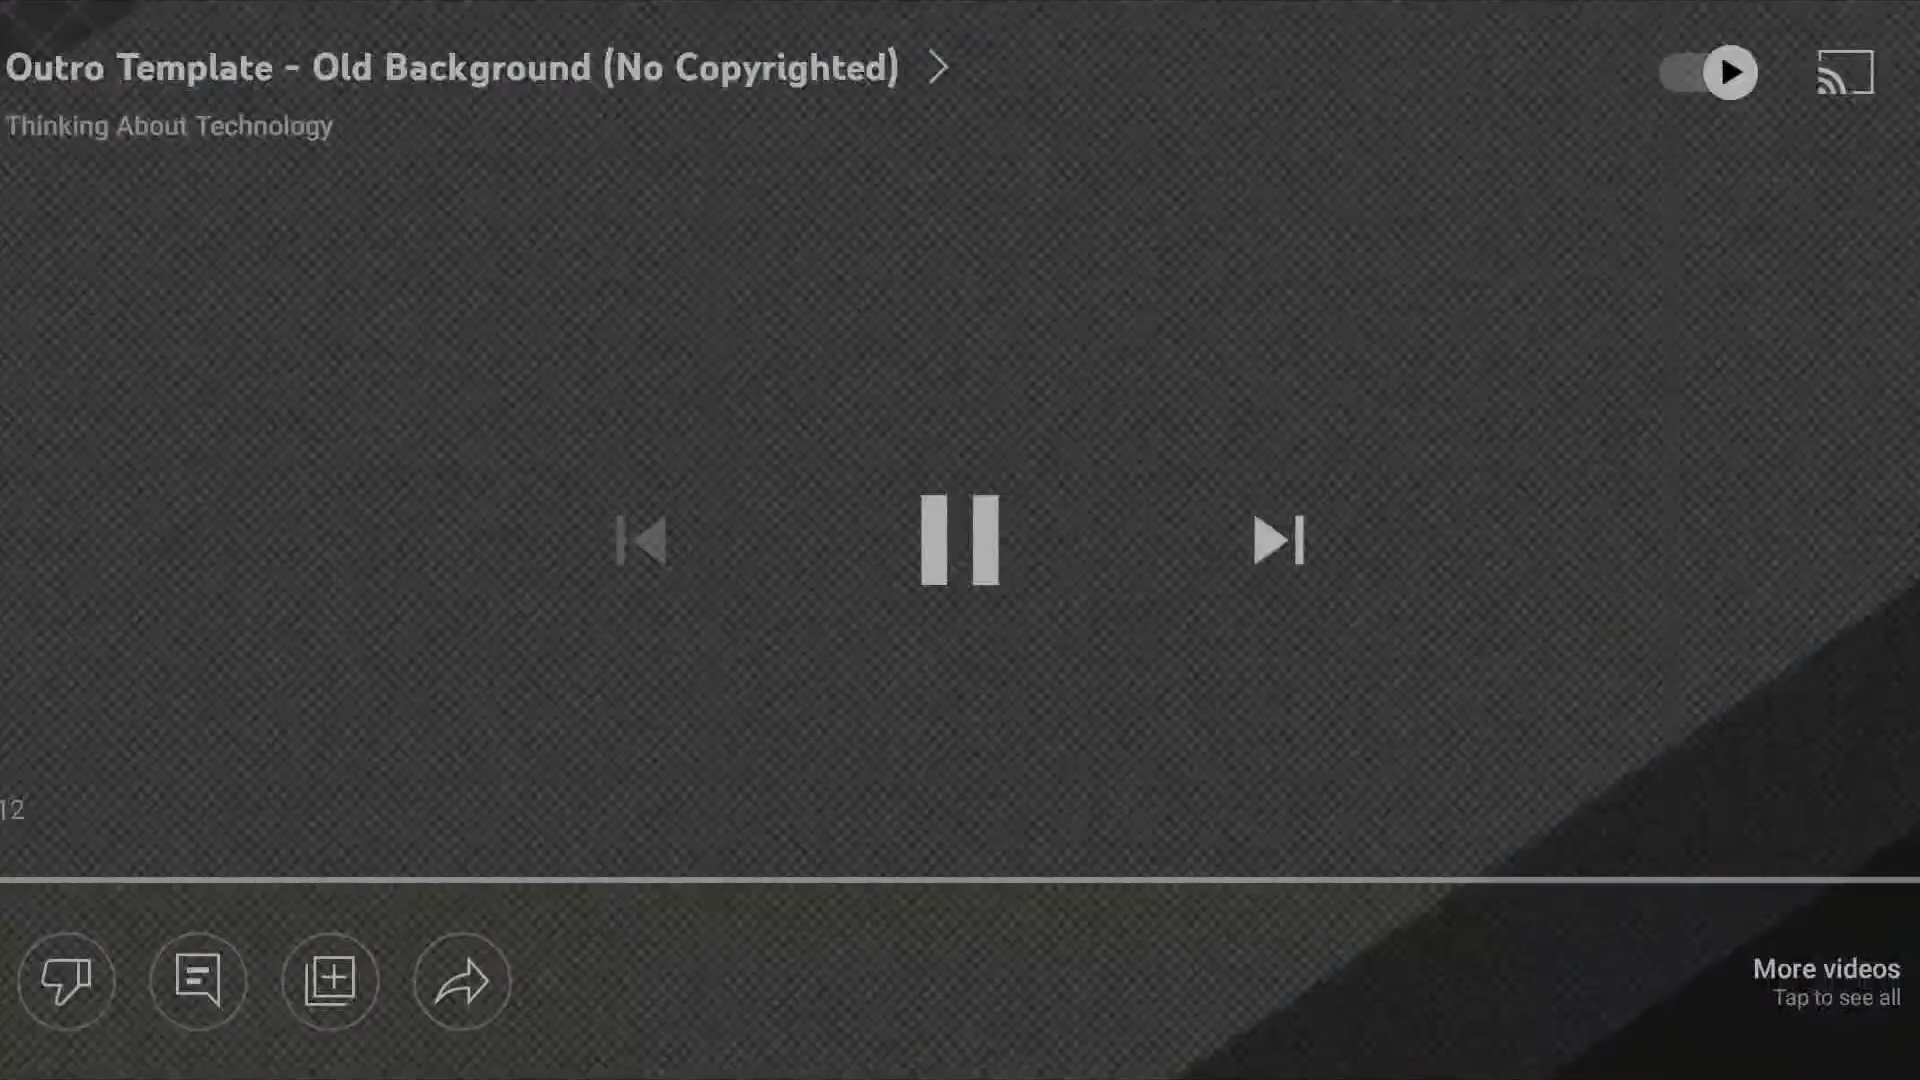 Outro Template - Old Background (No Copyrighted)
Thinking About Technology
12
More videos
Tap to see all